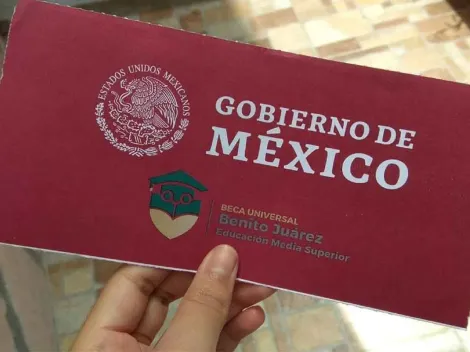 ESTADOS UNIDOS MEXICANOS
GOBIERNO DE
MÉXICO
BECA UNIVERSAL
Benito Juárez
Educación Media Superior